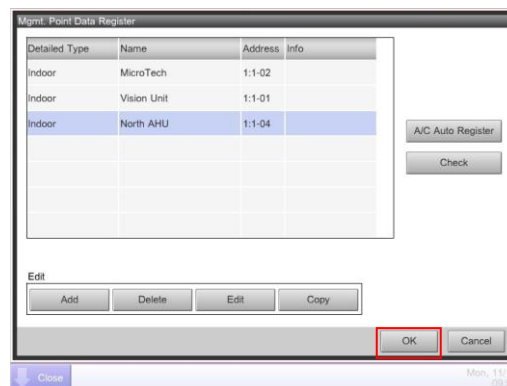 Mgmt. Point Data Register
Detailed Type Name Address Info
Indoor MicroTech 1:1-02
Indoor Vision Unit 1:1-01
Indoor North AHU 1:1-04
A/C Auto Register
Check
Edit
Add Delete Edit Copy
OK Cancel
Close
Mon, 11/